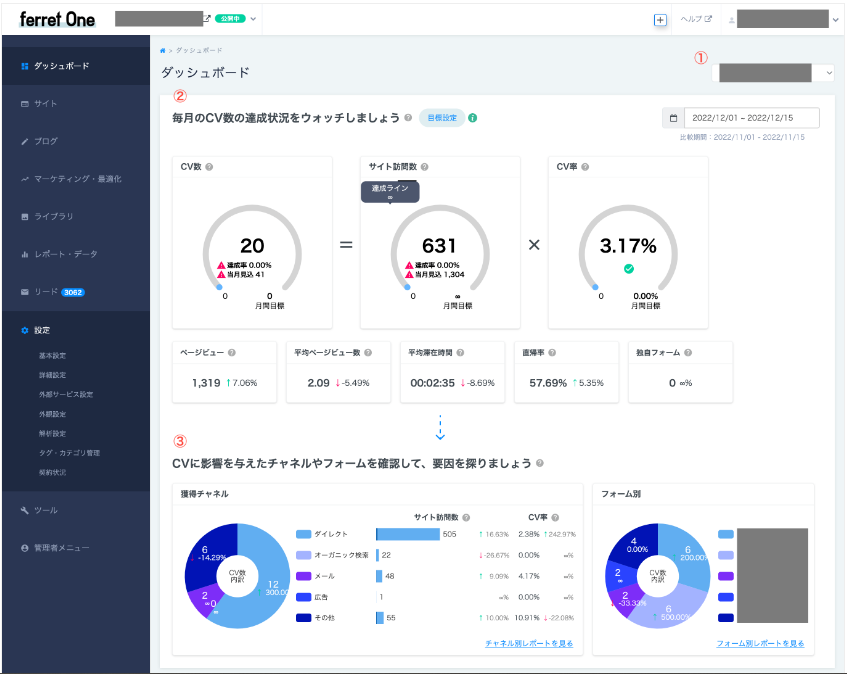 ferret One
公開中
ヘルプ
ダッシュボード
サイト
ブログ
マーケティング・最適化
ライブラリ
レポート・データ
リード 3062
設定
基本設定
詳細設定
外部サービス設定
外観設定
解析設定
タグ・カテゴリ管理
契約状況
ツール
管理者メニュー
> ダッシュボード
ダッシュボード
①
②
毎月のCV数の達成状況をウォッチしましょう ? 目標設定 i
2022/12/01 ~ 2022/12/15
比較期間：2022/11/01 - 2022/11/15
CV数 ?
20
達成率 0.00%
当月見込 41
0 0
月間目標
=
サイト訪問数 ?
達成ライン
∞
631
達成率 0.00%
当月見込 1,304
0 ∞
月間目標
×
CV率 ?
3.17%
0 0.00%
月間目標
ページビュー ?
1,319 ↑7.06%
平均ページビュー数 ?
2.09 ↓-5.49%
平均滞在時間 ?
00:02:35 ↓-8.69%
直帰率 ?
57.69% ↑5.35%
独自フォーム ?
0 ∞%
③
CVに影響を与えたチャネルやフォームを確認して、要因を探りましょう ?
獲得チャネル
サイト訪問数 ? CV率 ?
ダイレクト 505 ↑16.63% 2.38% ↑242.97%
オーガニック検索 22 ↓-26.67% 0.00% ∞%
メール 48 ↑9.09% 4.17% ∞%
広告 1 ∞% 0.00% ∞%
その他 55 ↑10.00% 10.91% ↓-22.08%
CV数
内訳
6
↓-14.29%
2
∞
0
∞
12
↑300.00
チャネル別レポートを見る
フォーム別
CV数
内訳
4
0.00%
6
↑200.00%
2
∞
2
↓-33.33%
6
↑500.00%
フォーム別レポートを見る